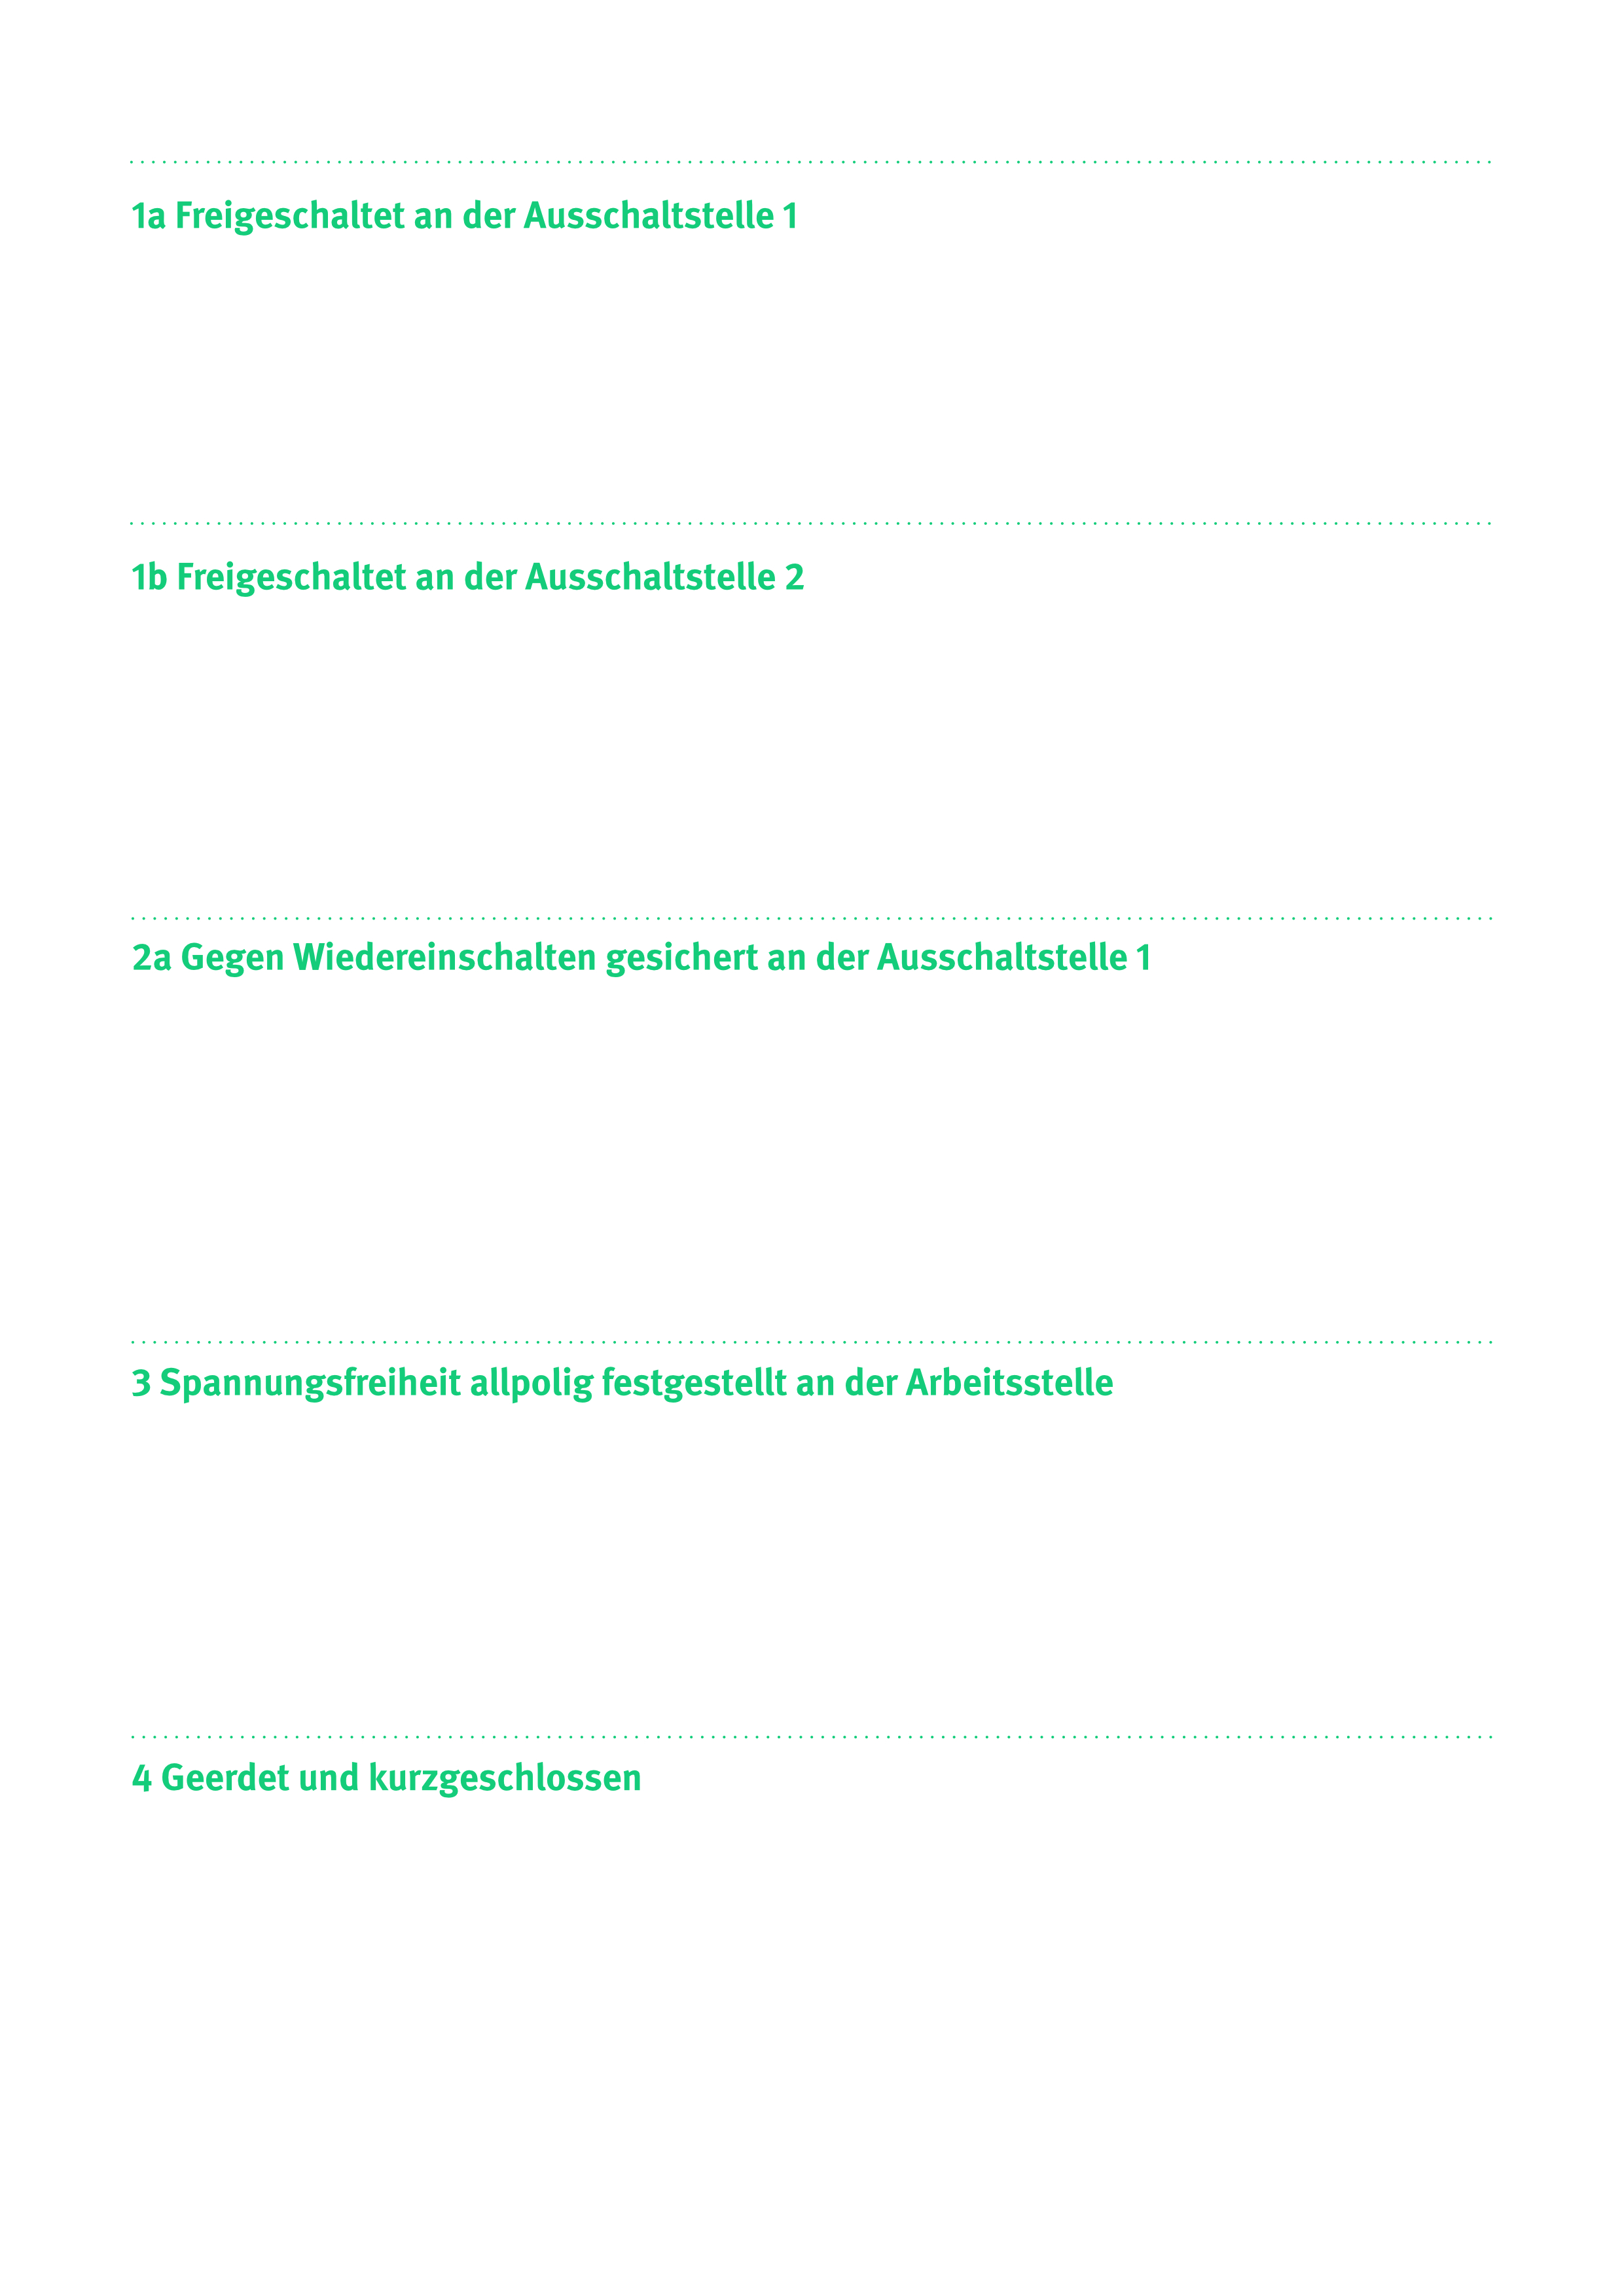 1a Freigeschaltet an der Ausschaltstelle 1
1b Freigeschaltet an der Ausschaltstelle 2
2a Gegen Wiedereinschalten gesichert an der Ausschaltstelle 1
3 Spannungsfreiheit allpolig festgestellt an der Arbeitsstelle
4 Geerdet und kurzgeschlossen